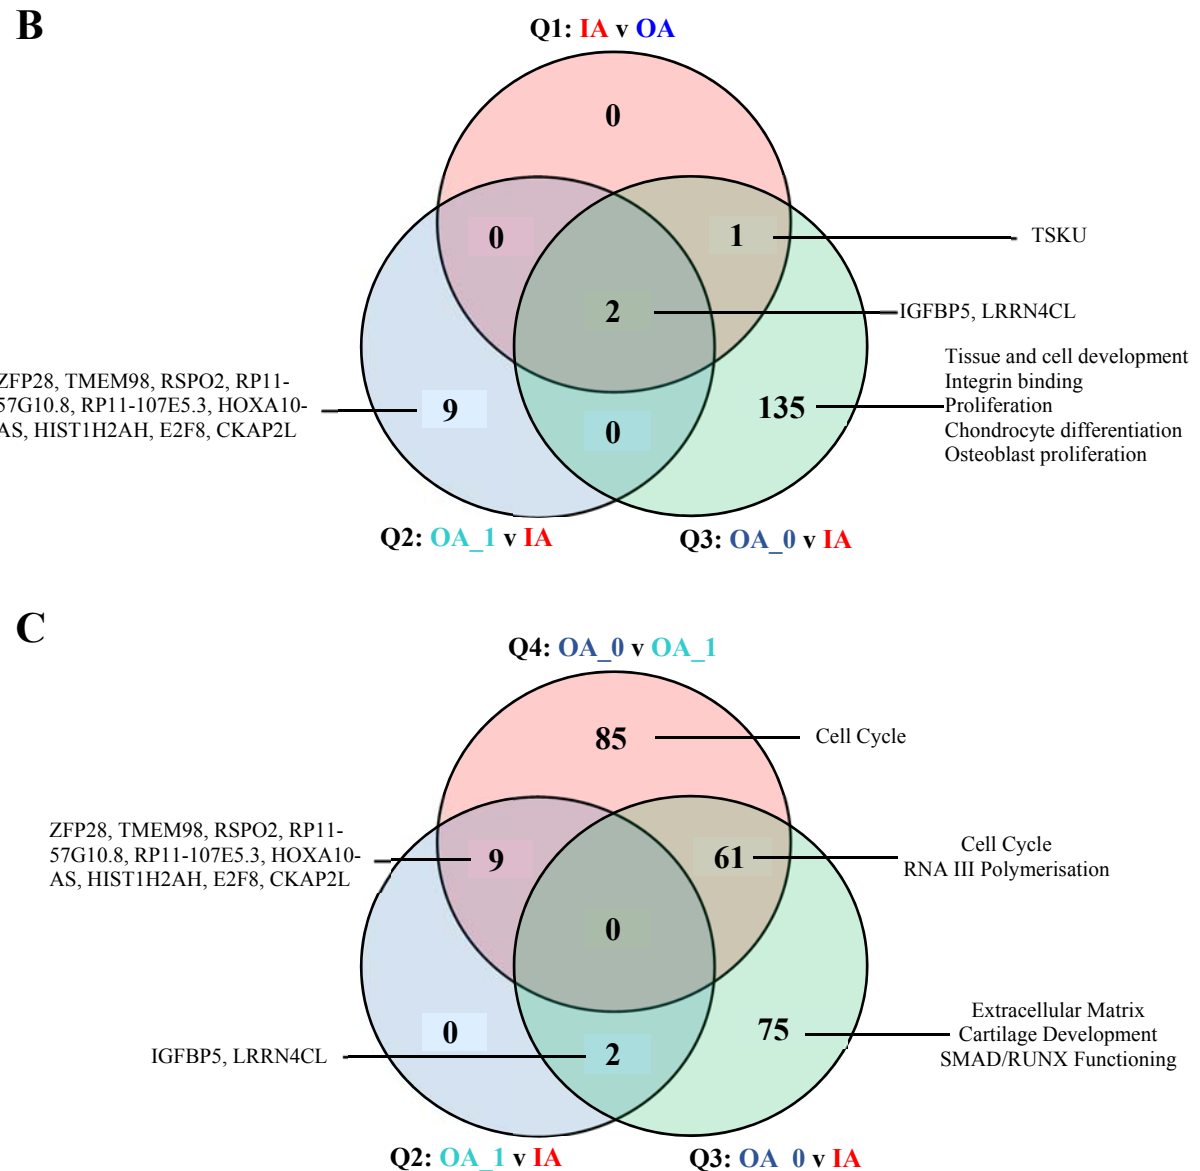 B
Q1: IA v OA
0
0
1
TSKU
2
IGFBP5, LRRN4CL
ZFP28, TMEM98, RSPO2, RP11-
57G10.8, RP11-107E5.3, HOXA10-
AS, HIST1H2AH, E2F8, CKAP2L
9
0
135
Tissue and cell development
Integrin binding
Proliferation
Chondrocyte differentiation
Osteoblast proliferation
Q2: OA_1 v IA
Q3: OA_0 v IA
C
Q4: OA_0 v OA_1
85
Cell Cycle
ZFP28, TMEM98, RSPO2, RP11-
57G10.8, RP11-107E5.3, HOXA10-
AS, HIST1H2AH, E2F8, CKAP2L
9
61
Cell Cycle
RNA III Polymerisation
0
0
IGFBP5, LRRN4CL
2
75
Extracellular Matrix
Cartilage Development
SMAD/RUNX Functioning
Q2: OA_1 v IA
Q3: OA_0 v IA